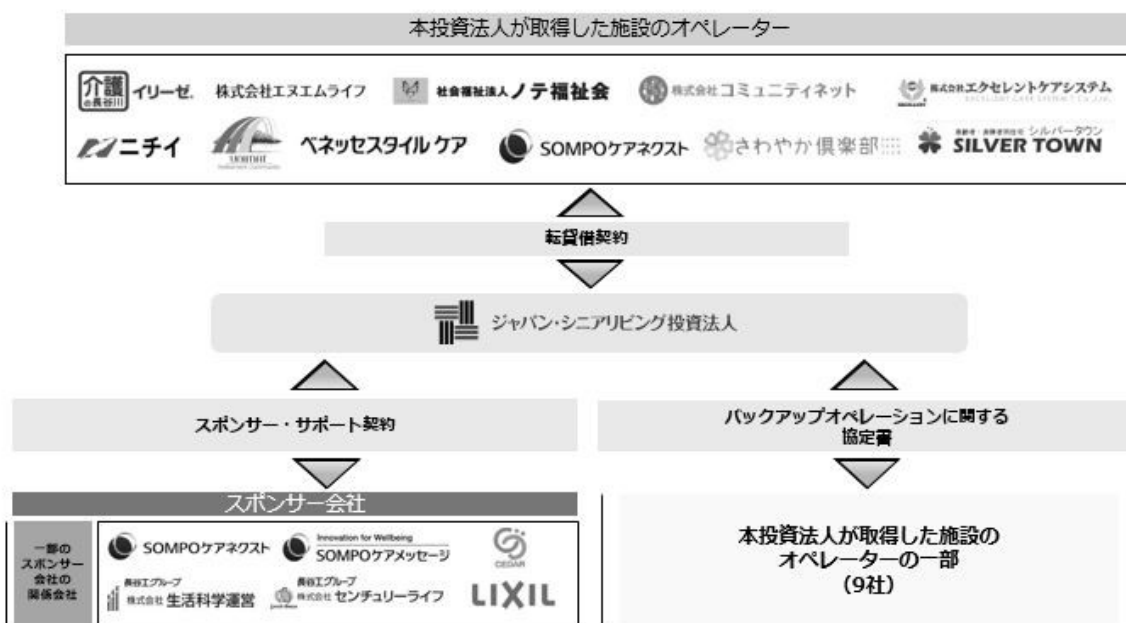 本投資法人が取得した施設のオペレーター
介護の長谷川 イリーゼ. 株式会社エヌエムライフ 社会福祉法人ノテ福祉会 株式会社コミュニティネット 株式会社エクセレントケアシステム
ニチイ ベネッセスタイルケア SOMPOケアネクスト さわやか倶楽部 シルバータウン SILVER TOWN
転貸借契約
ジャパン・シニアリビング投資法人
スポンサー・サポート契約
バックアップオペレーションに関する
協定書
スポンサー会社
一部の
スポンサー
会社の
関係会社
SOMPOケアネクスト Innovation for Wellbeing SOMPOケアメッセージ CEDAR
長谷工グループ 株式会社 生活科学運営 長谷工グループ 株式会社 センチュリーライフ LIXIL
本投資法人が取得した施設の
オペレーターの一部
(9社)